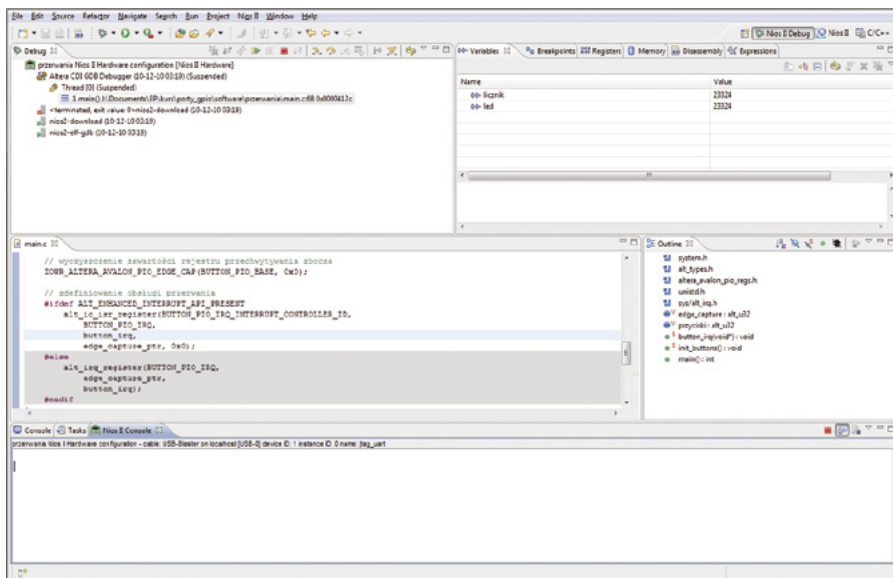 File Edit Source Refactor Navigate Search Run Project Nios II Window Help
Nios II Debug Nios II C/C++
Debug
przerwania Nios II Hardware configuration [Nios II Hardware]
Altera CDI GDB Debugger (10-12-10 03:19) (Suspended)
Thread [0] (Suspended)
1 main()
<terminated, exit value: 0>nios2-download (10-12-10 03:19)
nios2-download (10-12-10 03:19)
nios2-elf-gdb (10-12-10 03:19)
Variables Breakpoints Registers Memory Disassembly Expressions
Name Value
licznik 23324
led 23324
main.c
// wyczyszczenie zawartości rejestru przechwytywania zbocza
IOWR_ALTERA_AVALON_PIO_EDGE_CAP(BUTTON_PIO_BASE, 0x0);
// zdefiniowanie obsługi przerwania
#ifdef ALT_ENHANCED_INTERRUPT_API_PRESENT
alt_ic_isr_register(BUTTON_PIO_IRQ_INTERRUPT_CONTROLLER_ID,
BUTTON_PIO_IRQ,
button_irq,
edge_capture_ptr, 0x0);
#else
alt_irq_register(BUTTON_PIO_IRQ,
edge_capture_ptr,
button_irq);
#endif
Outline
system.h
alt_types.h
altera_avalon_pio_regs.h
unistd.h
sys/alt_irq.h
edge_capture : alt_u32
przyciski : alt_u32
button_irq(void*) : void
init_buttons() : void
main() : int
Console Tasks Nios II Console
przerwania Nios II Hardware configuration - cable: USB-Blaster on localhost [USB-0] device ID: 1 instance ID: 0 name: jtag_uart